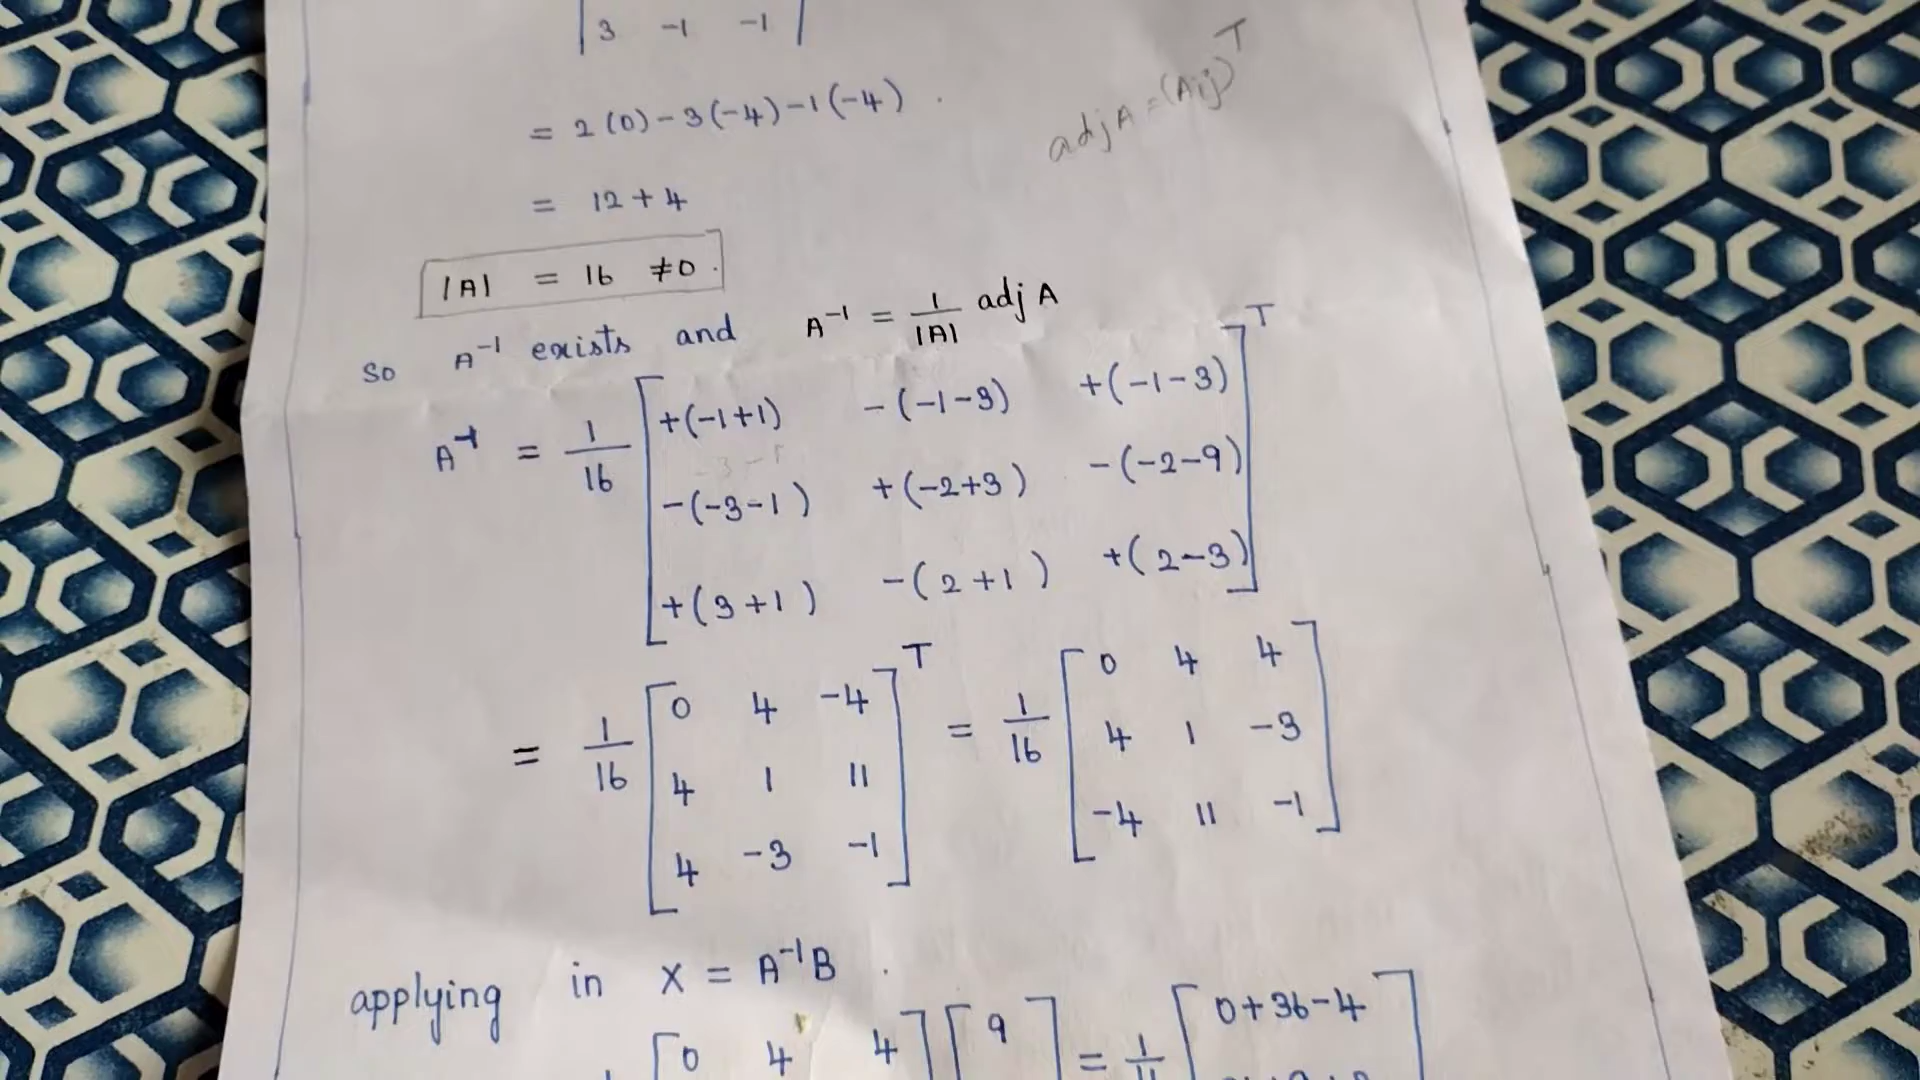 | 3 -1 -1 |
= 2(0)-3(-4)-1(-4).
adj A = (Aij)^T
= 12+4
|A| = 16 ≠0.
so A^-1 exists and A^-1 = 1/|A| adj A
A^-1 = 1/16 [ +(-1+1) -(-1-3) +(-1-3) ]^T
-(-3-1) +(-2+3) -(-2-9)
+(3+1) -(2+1) +(2-3)
= 1/16 [ 0 4 -4 ]^T = 1/16 [ 0 4 4 ]
4 1 11 4 1 -3
4 -3 -1 -4 11 -1
applying in X = A^-1B.
[ 0 4 4 ] [ 9 ] = 1/ [ 0+36-4 ]